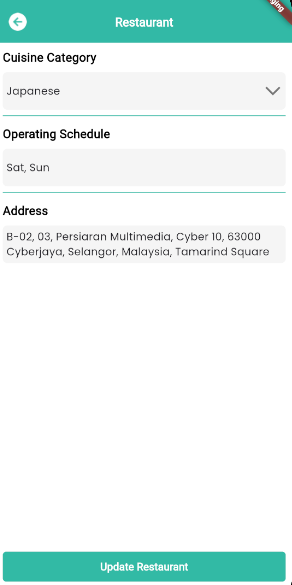 Restaurant
Cuisine Category
Japanese
Operating Schedule
Sat, Sun
Address
B-02, 03, Persiaran Multimedia, Cyber 10, 63000
Cyberjaya, Selangor, Malaysia, Tamarind Square
Update Restaurant